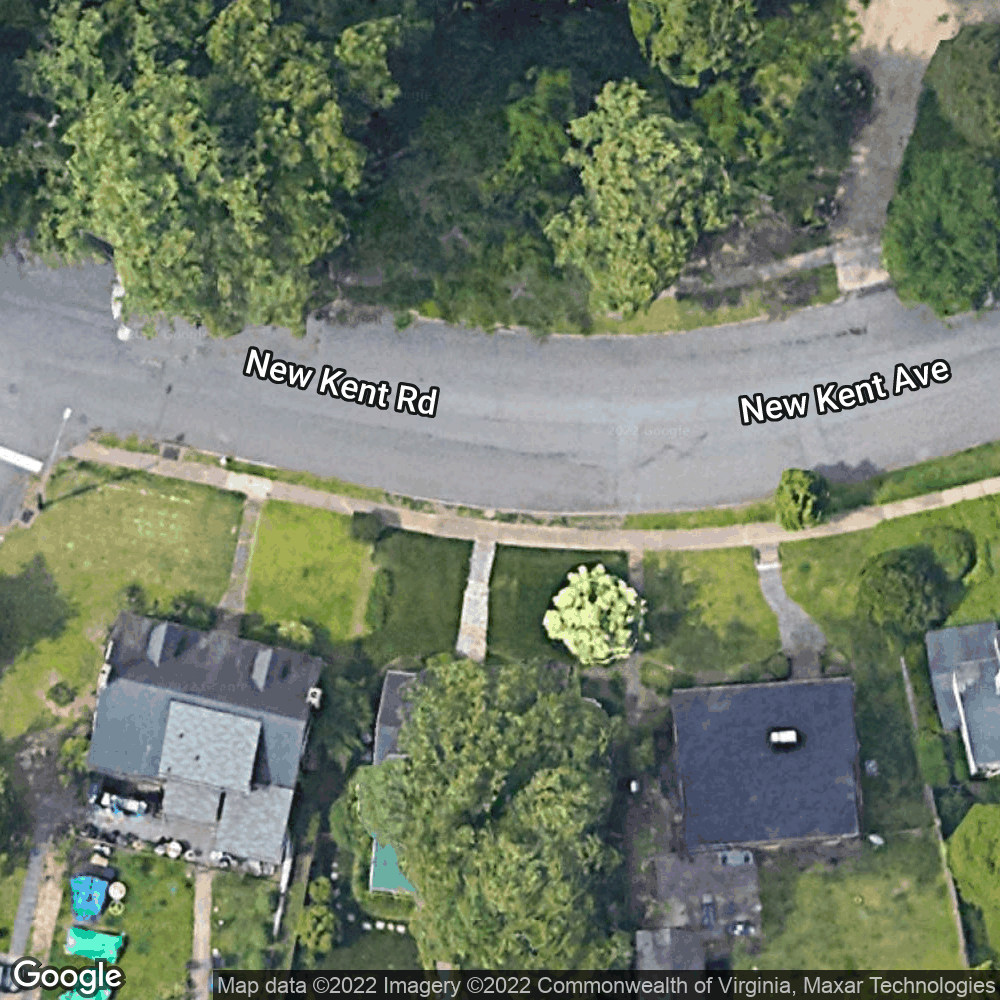 New Kent Rd
New Kent Ave
Google
Map data ©2022 Imagery ©2022 Commonwealth of Virginia, Maxar Technologies